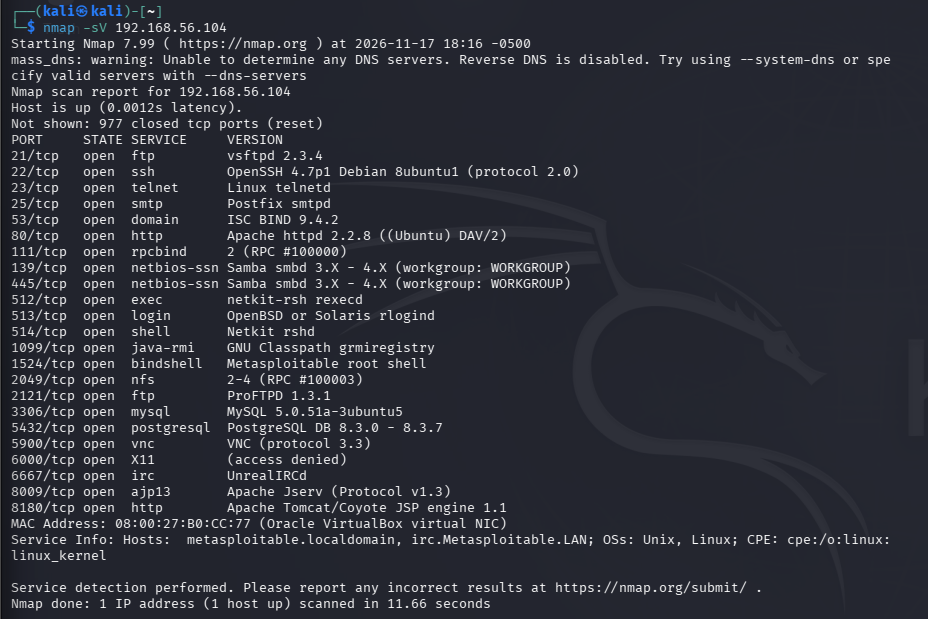 ┌──(kali㉿kali)-[~]
└─$ nmap -sV 192.168.56.104
Starting Nmap 7.99 ( https://nmap.org ) at 2026-11-17 18:16 -0500
mass_dns: warning: Unable to determine any DNS servers. Reverse DNS is disabled. Try using --system-dns or spe
cify valid servers with --dns-servers
Nmap scan report for 192.168.56.104
Host is up (0.0012s latency).
Not shown: 977 closed tcp ports (reset)
PORT     STATE SERVICE     VERSION
21/tcp   open  ftp         vsftpd 2.3.4
22/tcp   open  ssh         OpenSSH 4.7p1 Debian 8ubuntu1 (protocol 2.0)
23/tcp   open  telnet      Linux telnetd
25/tcp   open  smtp        Postfix smtpd
53/tcp   open  domain      ISC BIND 9.4.2
80/tcp   open  http        Apache httpd 2.2.8 ((Ubuntu) DAV/2)
111/tcp  open  rpcbind     2 (RPC #100000)
139/tcp  open  netbios-ssn Samba smbd 3.X - 4.X (workgroup: WORKGROUP)
445/tcp  open  netbios-ssn Samba smbd 3.X - 4.X (workgroup: WORKGROUP)
512/tcp  open  exec        netkit-rsh rexecd
513/tcp  open  login       OpenBSD or Solaris rlogind
514/tcp  open  shell       Netkit rshd
1099/tcp open  java-rmi    GNU Classpath grmiregistry
1524/tcp open  bindshell   Metasploitable root shell
2049/tcp open  nfs         2-4 (RPC #100003)
2121/tcp open  ftp         ProFTPD 1.3.1
3306/tcp open  mysql       MySQL 5.0.51a-3ubuntu5
5432/tcp open  postgresql  PostgreSQL DB 8.3.0 - 8.3.7
5900/tcp open  vnc         VNC (protocol 3.3)
6000/tcp open  X11         (access denied)
6667/tcp open  irc         UnrealIRCd
8009/tcp open  ajp13       Apache Jserv (Protocol v1.3)
8180/tcp open  http        Apache Tomcat/Coyote JSP engine 1.1
MAC Address: 08:00:27:B0:CC:77 (Oracle VirtualBox virtual NIC)
Service Info: Hosts:  metasploitable.localdomain, irc.Metasploitable.LAN; OSs: Unix, Linux; CPE: cpe:/o:linux:
linux_kernel

Service detection performed. Please report any incorrect results at https://nmap.org/submit/ .
Nmap done: 1 IP address (1 host up) scanned in 11.66 seconds